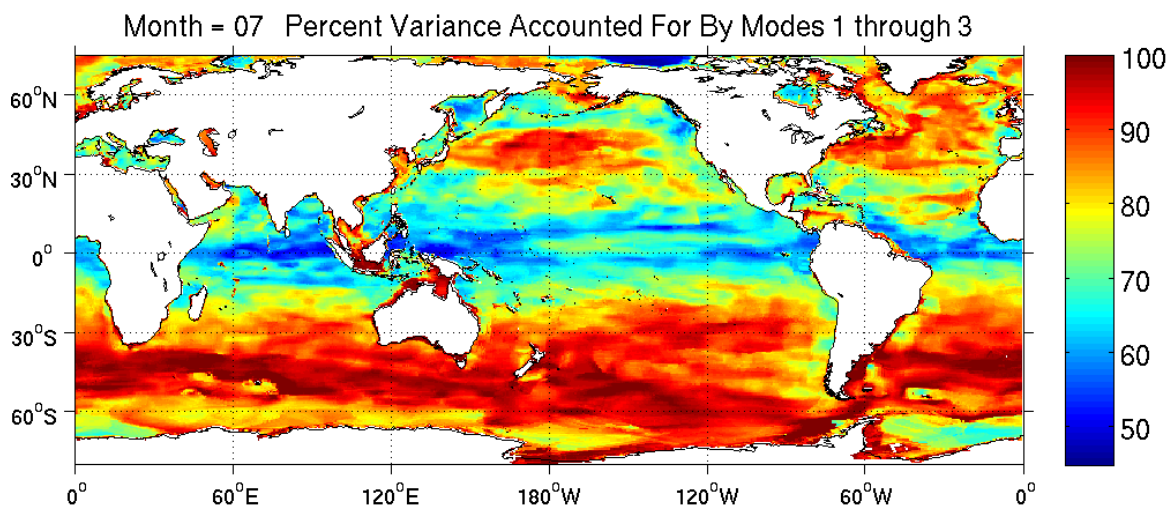 Month = 07   Percent Variance Accounted For By Modes 1 through 3
60°N
30°N
0°
30°S
60°S
0°
60°E
120°E
180°W
120°W
60°W
0°
100
90
80
70
60
50